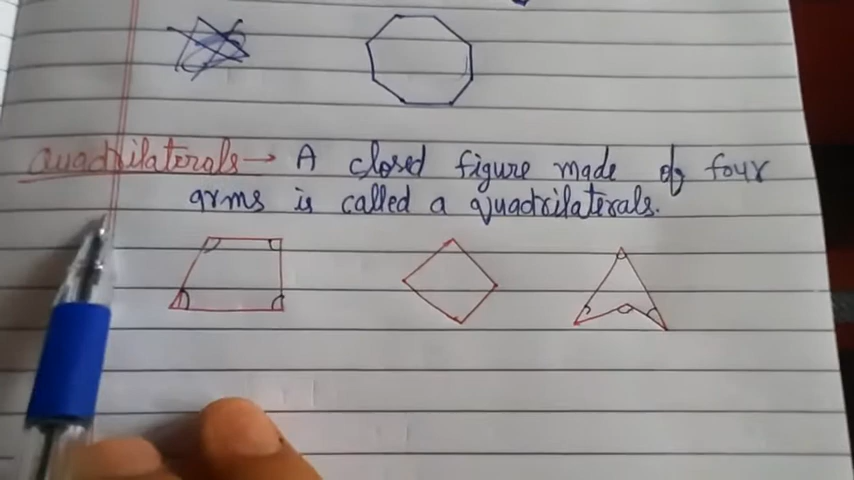 Quadrilaterals → A closed figure made of four
arms is called a quadrilaterals.